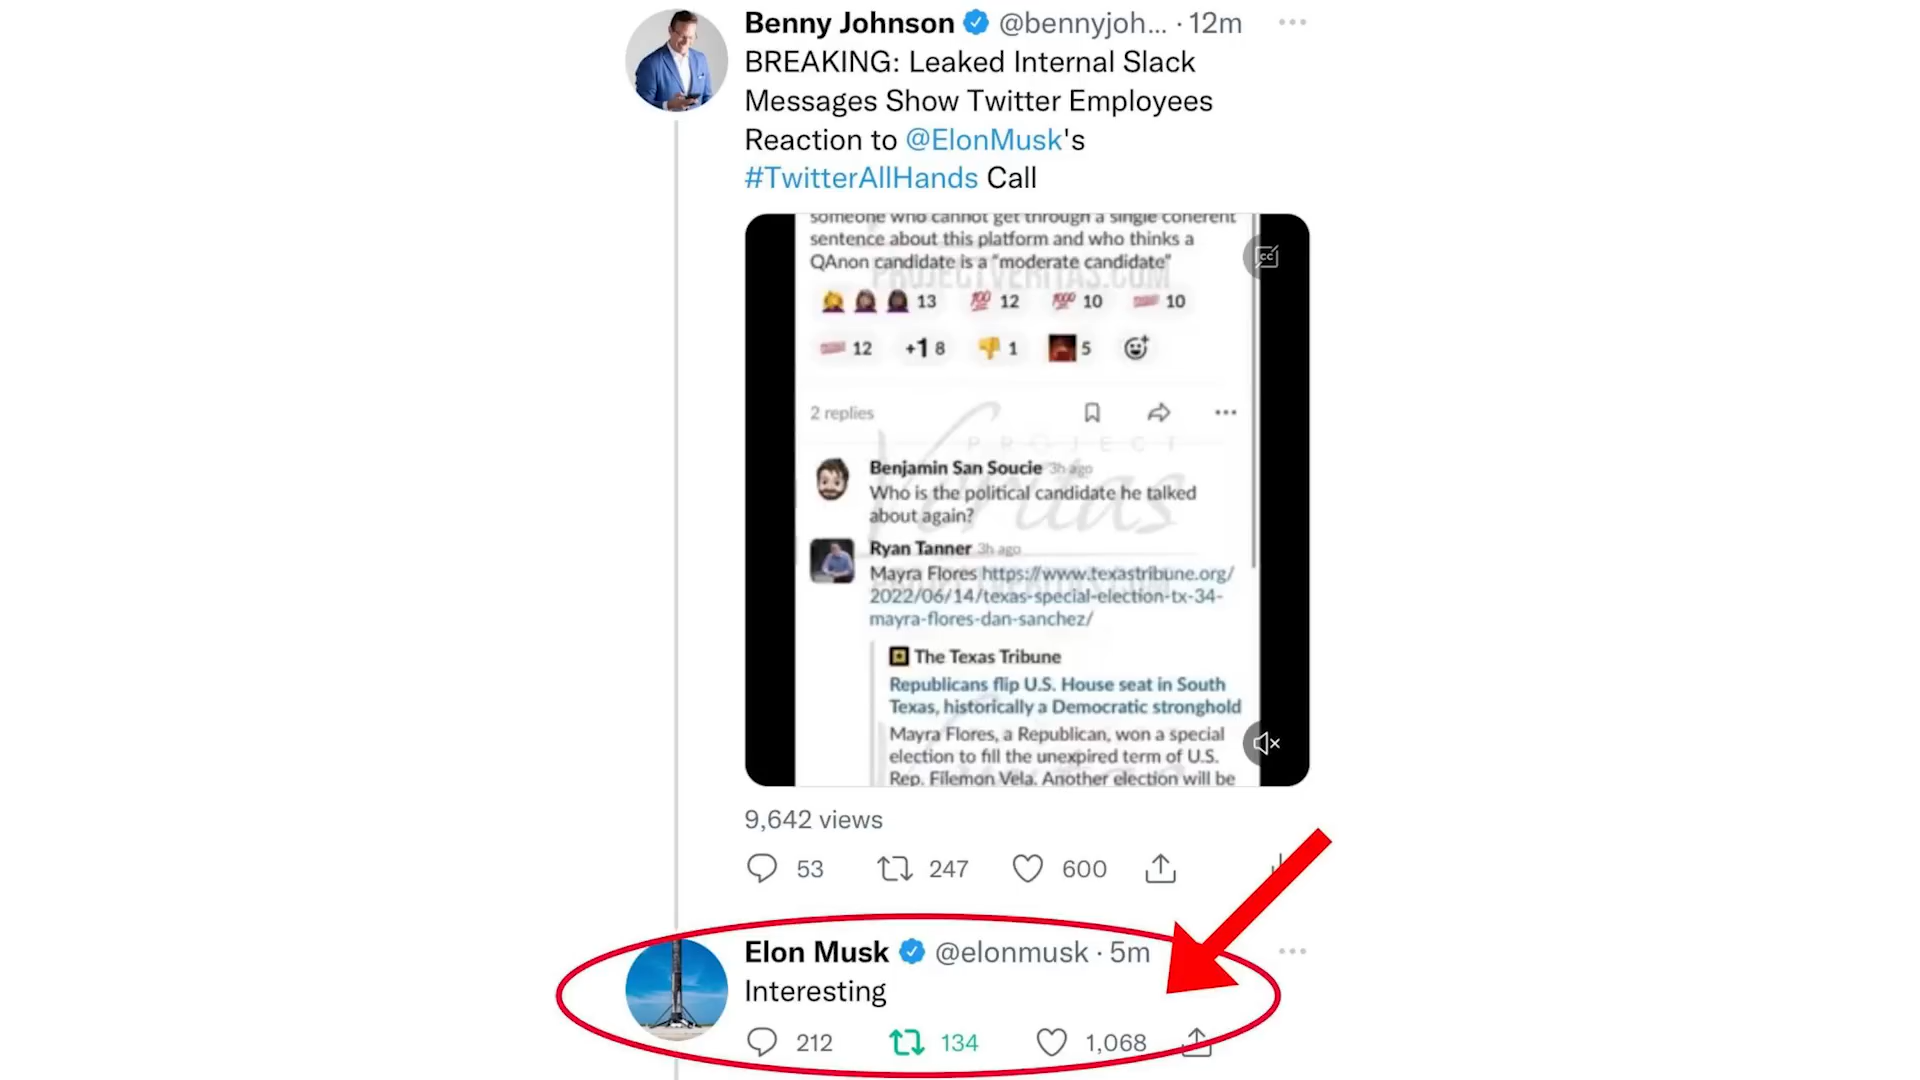 Benny Johnson @bennyjoh... · 12m
BREAKING: Leaked Internal Slack
Messages Show Twitter Employees
Reaction to @ElonMusk's
#TwitterAllHands Call
someone who cannot get through a single coherent
sentence about this platform and who thinks a
QAnon candidate is a "moderate candidate"
PROJECTVERITAS.COM
CC
13 100 12 1000 10 10
12 +1 8 1 5
2 replies
PROJECT
Veritas
Benjamin San Soucie 3h ago
Who is the political candidate he talked
about again?
Ryan Tanner 3h ago
Mayra Flores https://www.texastribune.org/
2022/06/14/texas-special-election-tx-34-
mayra-flores-dan-sanchez/
PROJECTVERITAS.COM
The Texas Tribune
Republicans flip U.S. House seat in South
Texas, historically a Democratic stronghold
Mayra Flores, a Republican, won a special
election to fill the unexpired term of U.S.
Rep. Filemon Vela. Another election will be
9,642 views
53 247 600
Elon Musk @elonmusk · 5m
Interesting
212 134 1,068